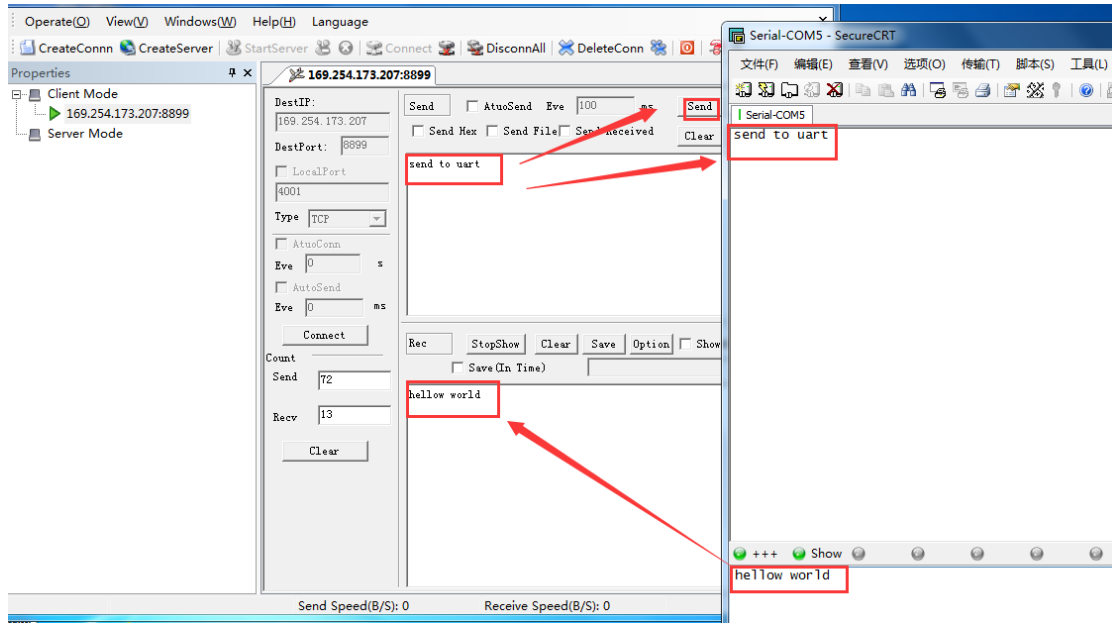 Operate(O) View(V) Windows(W) Help(H) Language
CreateConnn CreateServer StartServer Connect DisconnAll DeleteConn
Properties
Client Mode
169.254.173.207:8899
Server Mode
169.254.173.207:8899
DestIP:
169.254.173.207
DestPort: 8899
LocalPort
4001
Type TCP
AtuoConn
Eve 0 s
AutoSend
Eve 0 ms
Connect
Count
Send 72
Recv 13
Clear
Send AtuoSend Eve 100 ms Send
Send Hex Send File Send Received Clear
send to uart
Rec StopShow Clear Save Option Show
Save(In Time)
hellow world
Send Speed(B/S): 0 Receive Speed(B/S): 0
Serial-COM5 - SecureCRT
文件(F) 编辑(E) 查看(V) 选项(O) 传输(T) 脚本(S) 工具(L)
Serial-COM5
send to uart
+++ Show
hellow world